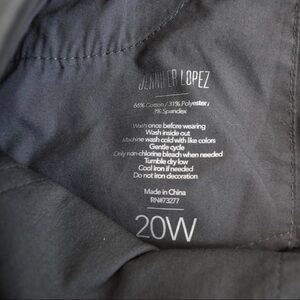 JENNIFER LOPEZ
66% Cotton / 31% Polyester /
3% Spandex
Wash once before wearing
Wash inside out
Machine wash cold with like colors
Gentle cycle
Only non-chlorine bleach when needed
Tumble dry low
Cool iron if needed
Do not iron decoration
Made in China
RN#73277
20W